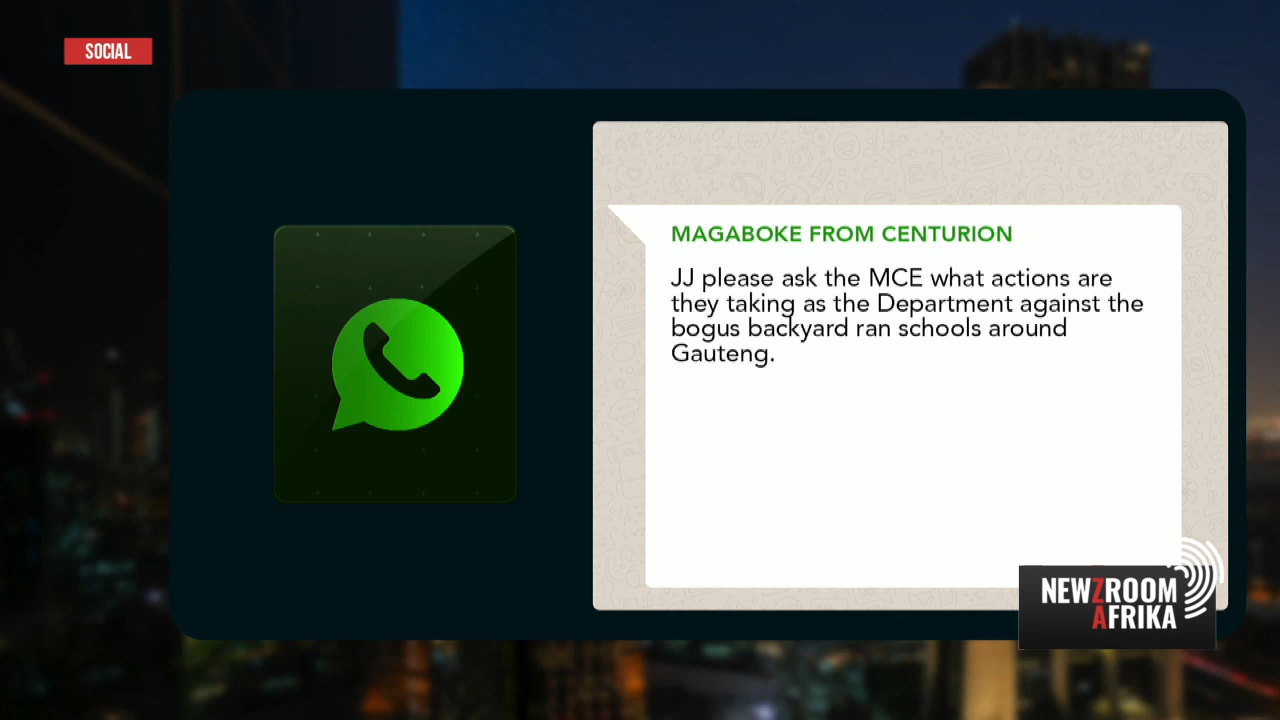 SOCIAL
MAGABOKE FROM CENTURION
JJ please ask the MCE what actions are
they taking as the Department against the
bogus backyard ran schools around
Gauteng.
NEWZROOM
AFRIKA